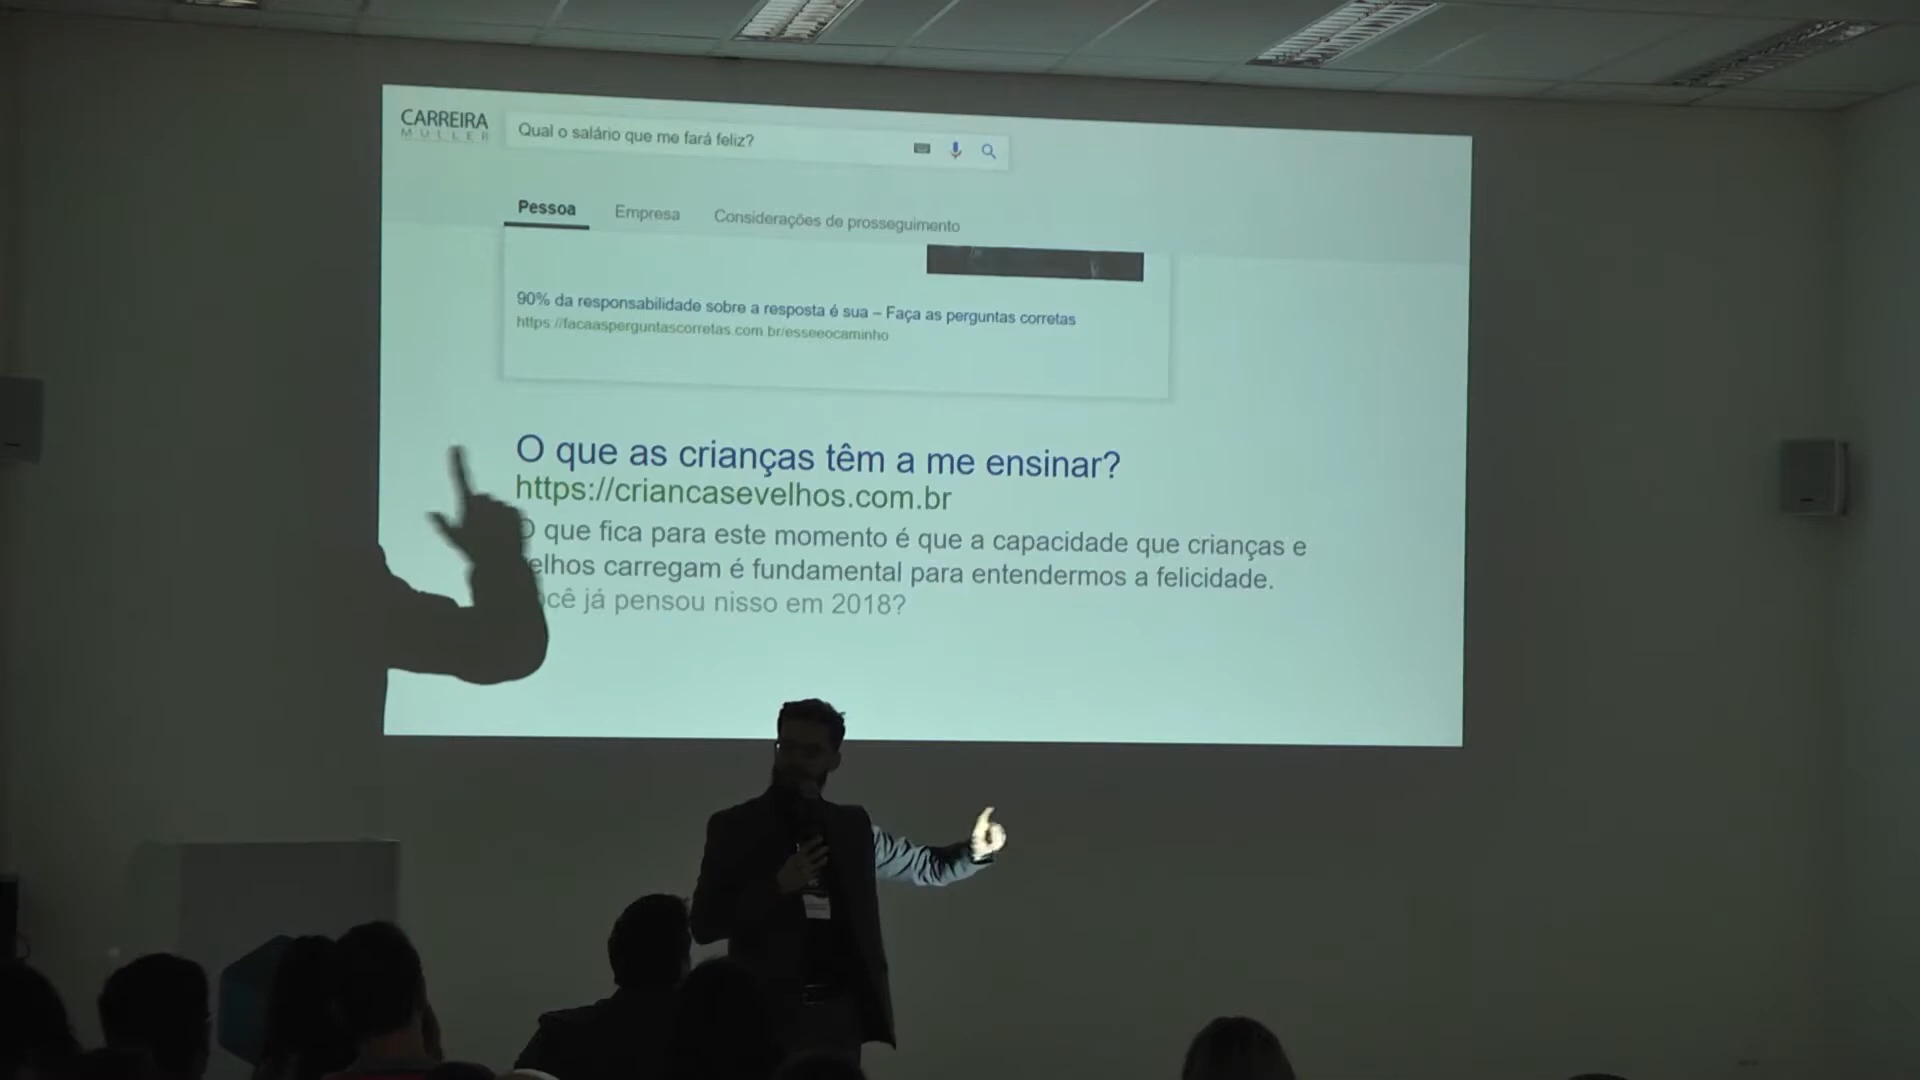 CARREIRA
MULLER
Qual o salário que me fará feliz?
Pessoa Empresa Considerações de prosseguimento
90% da responsabilidade sobre a resposta é sua – Faça as perguntas corretas
https://facaasperguntascorretas.com.br/esseeocaminho
O que as crianças têm a me ensinar?
https://criancasevelhos.com.br
O que fica para este momento é que a capacidade que crianças e
elhos carregam é fundamental para entendermos a felicidade.
cê já pensou nisso em 2018?